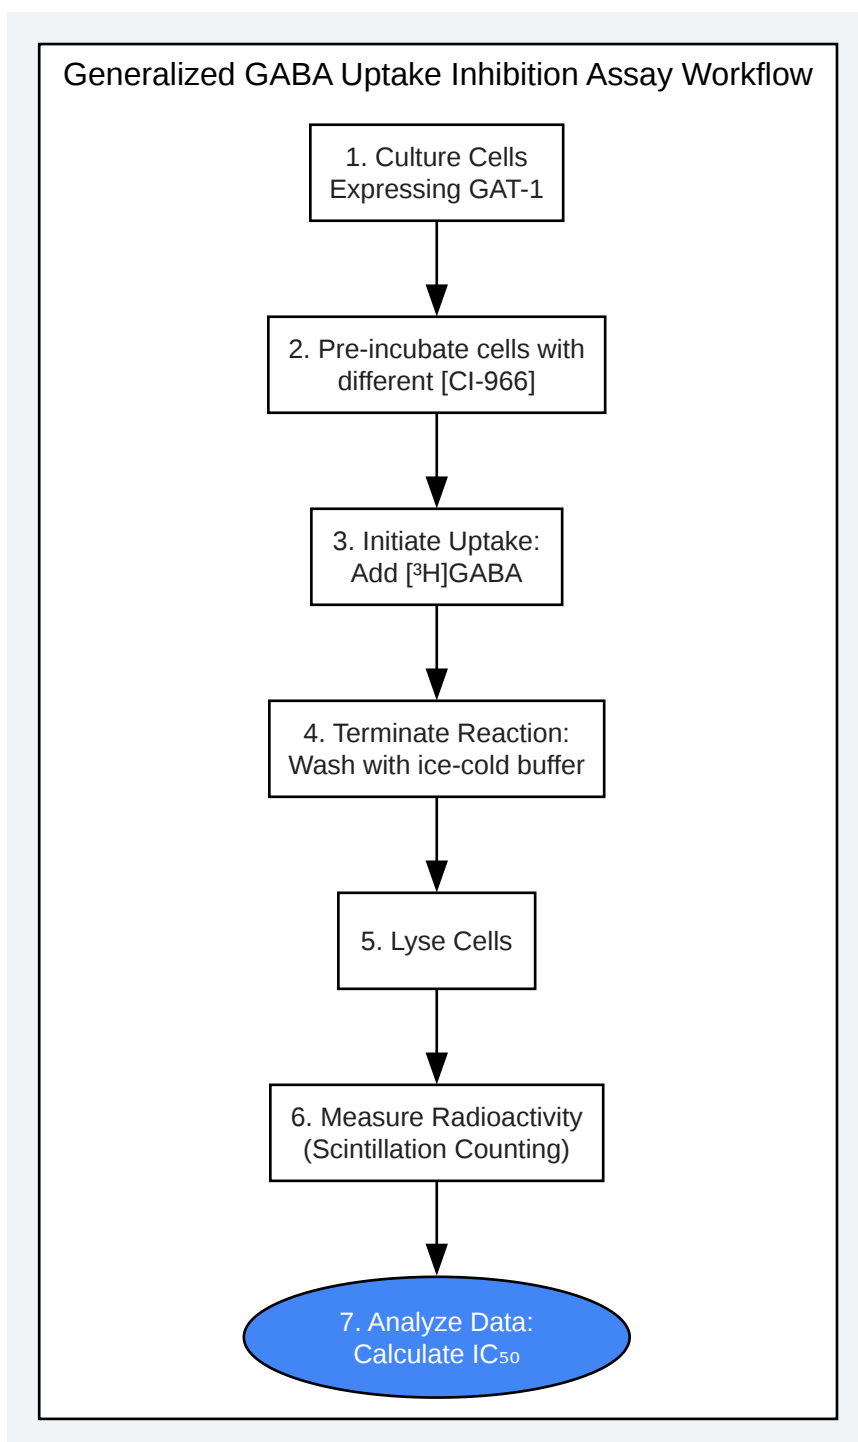 Generalized GABA Uptake Inhibition Assay Workflow
1. Culture Cells
Expressing GAT-1
2. Pre-incubate cells with
different [CI-966]
3. Initiate Uptake:
Add [³H]GABA
4. Terminate Reaction:
Wash with ice-cold buffer
5. Lyse Cells
6. Measure Radioactivity
(Scintillation Counting)
7. Analyze Data:
Calculate IC₅₀